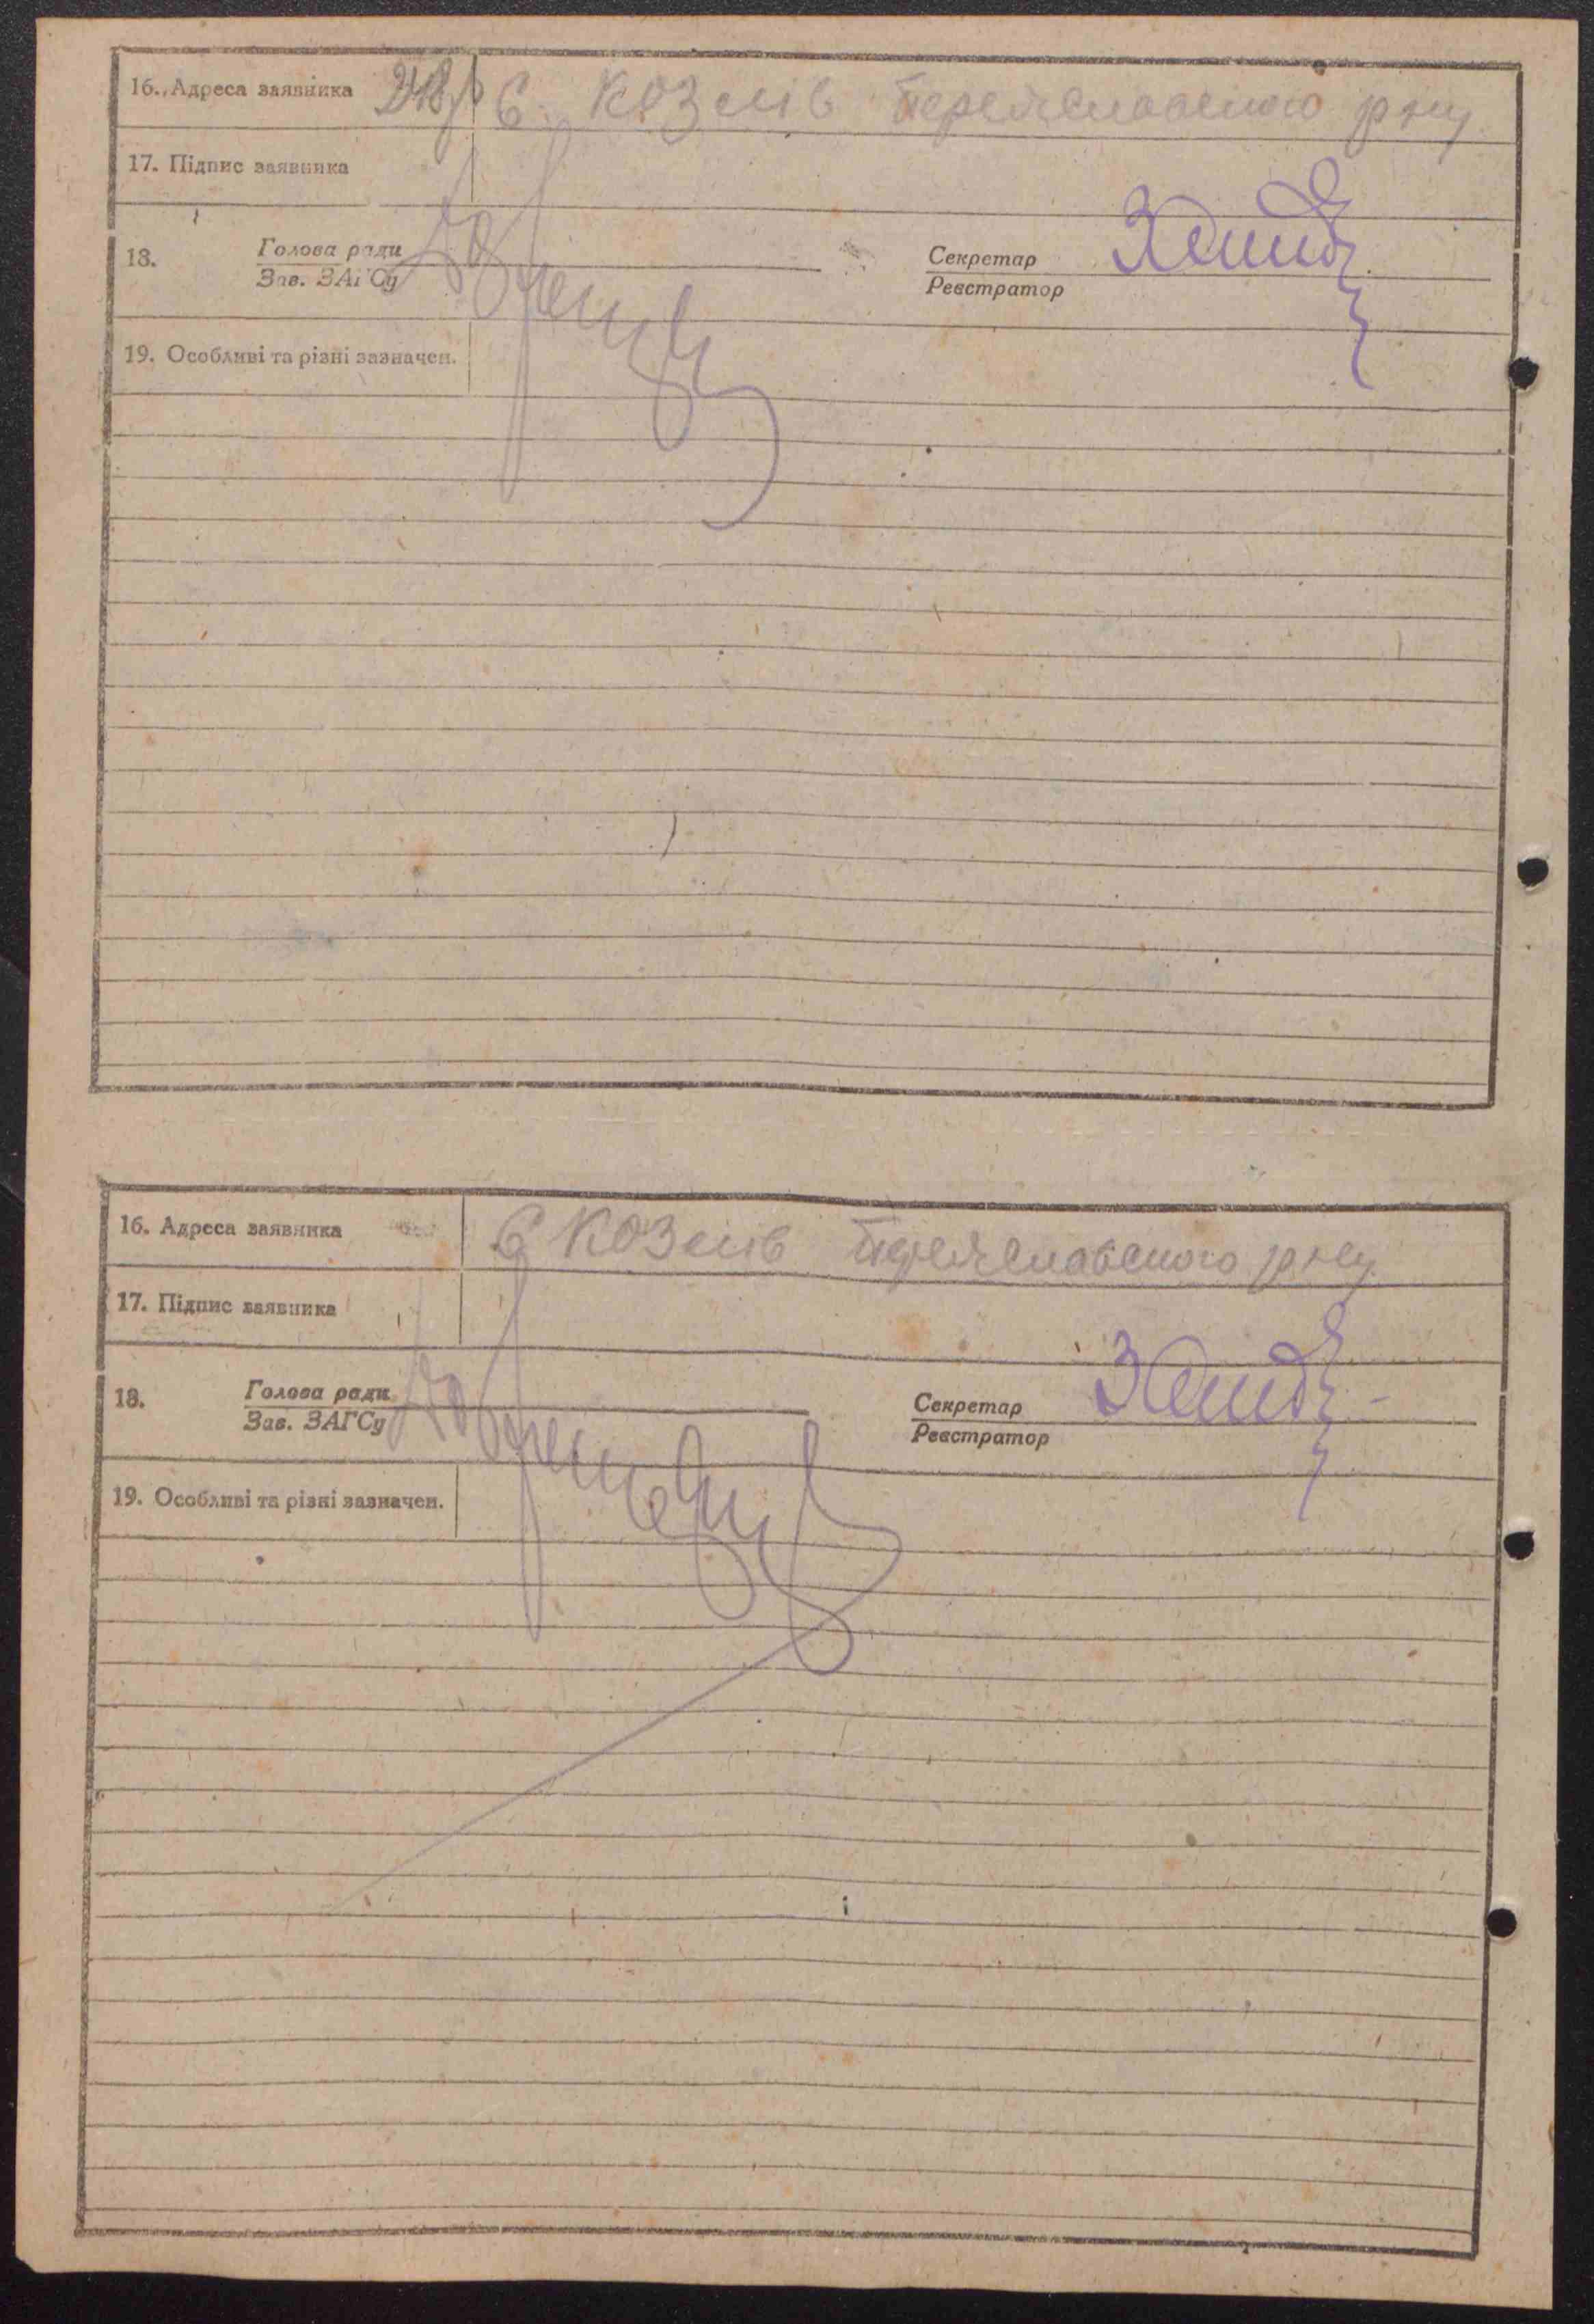 16. Адреса заявника С. Козлів Переяславського р-ну
17. Підпис заявника
18. Голова ради Секретар
Зав. ЗАГСу Реєстратор
19. Особливі та різні зазначен.
16. Адреса заявника С Козлів Переяславського р-ну
17. Підпис заявника
18. Голова ради Секретар
Зав. ЗАГСу Реєстратор
19. Особливі та різні зазначен.